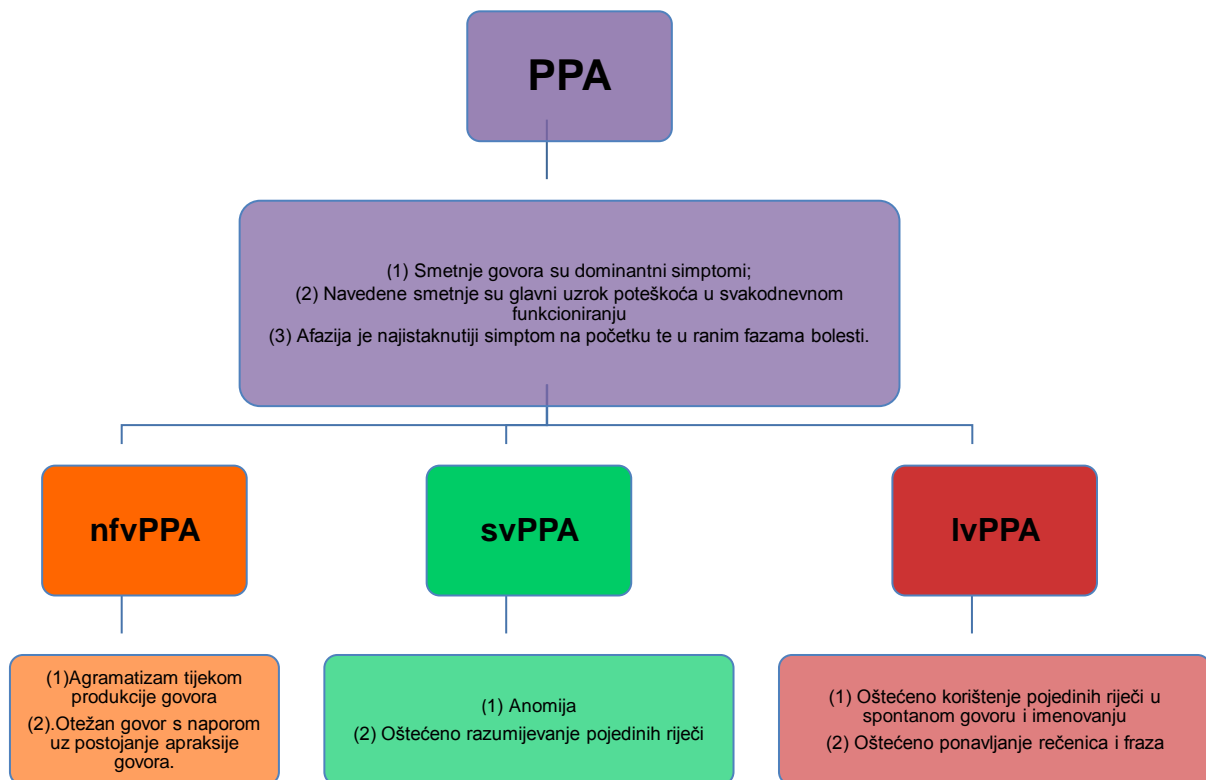 PPA
(1) Smetnje govora su dominantni simptomi;
(2) Navedene smetnje su glavni uzrok poteškoća u svakodnevnom
funkcioniranju
(3) Afazija je najistaknutiji simptom na početku te u ranim fazama bolesti.
nfvPPA
svPPA
lvPPA
(1)Agramatizam tijekom
produkcije govora
(2).Otežan govor s naporom
uz postojanje apraksije
govora.
(1) Anomija
(2) Oštećeno razumijevanje pojedinih riječi
(1) Oštećeno korištenje pojedinih riječi u
spontanom govoru i imenovanju
(2) Oštećeno ponavljanje rečenica i fraza